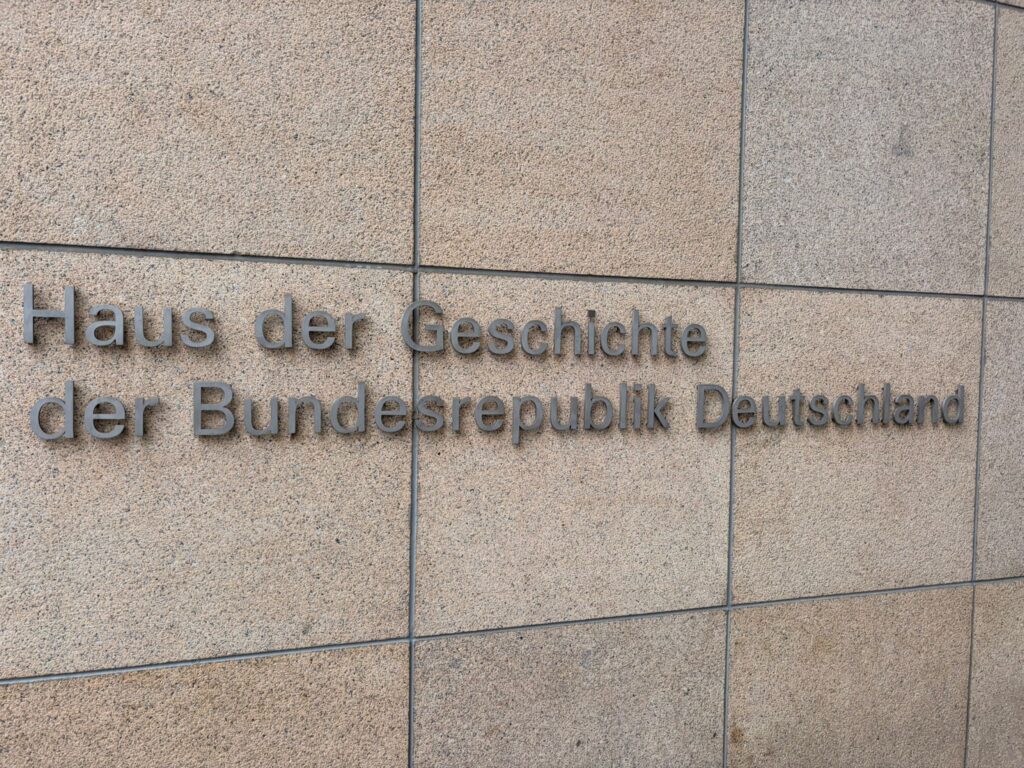 Haus der Geschichte
der Bundesrepublik Deutschland